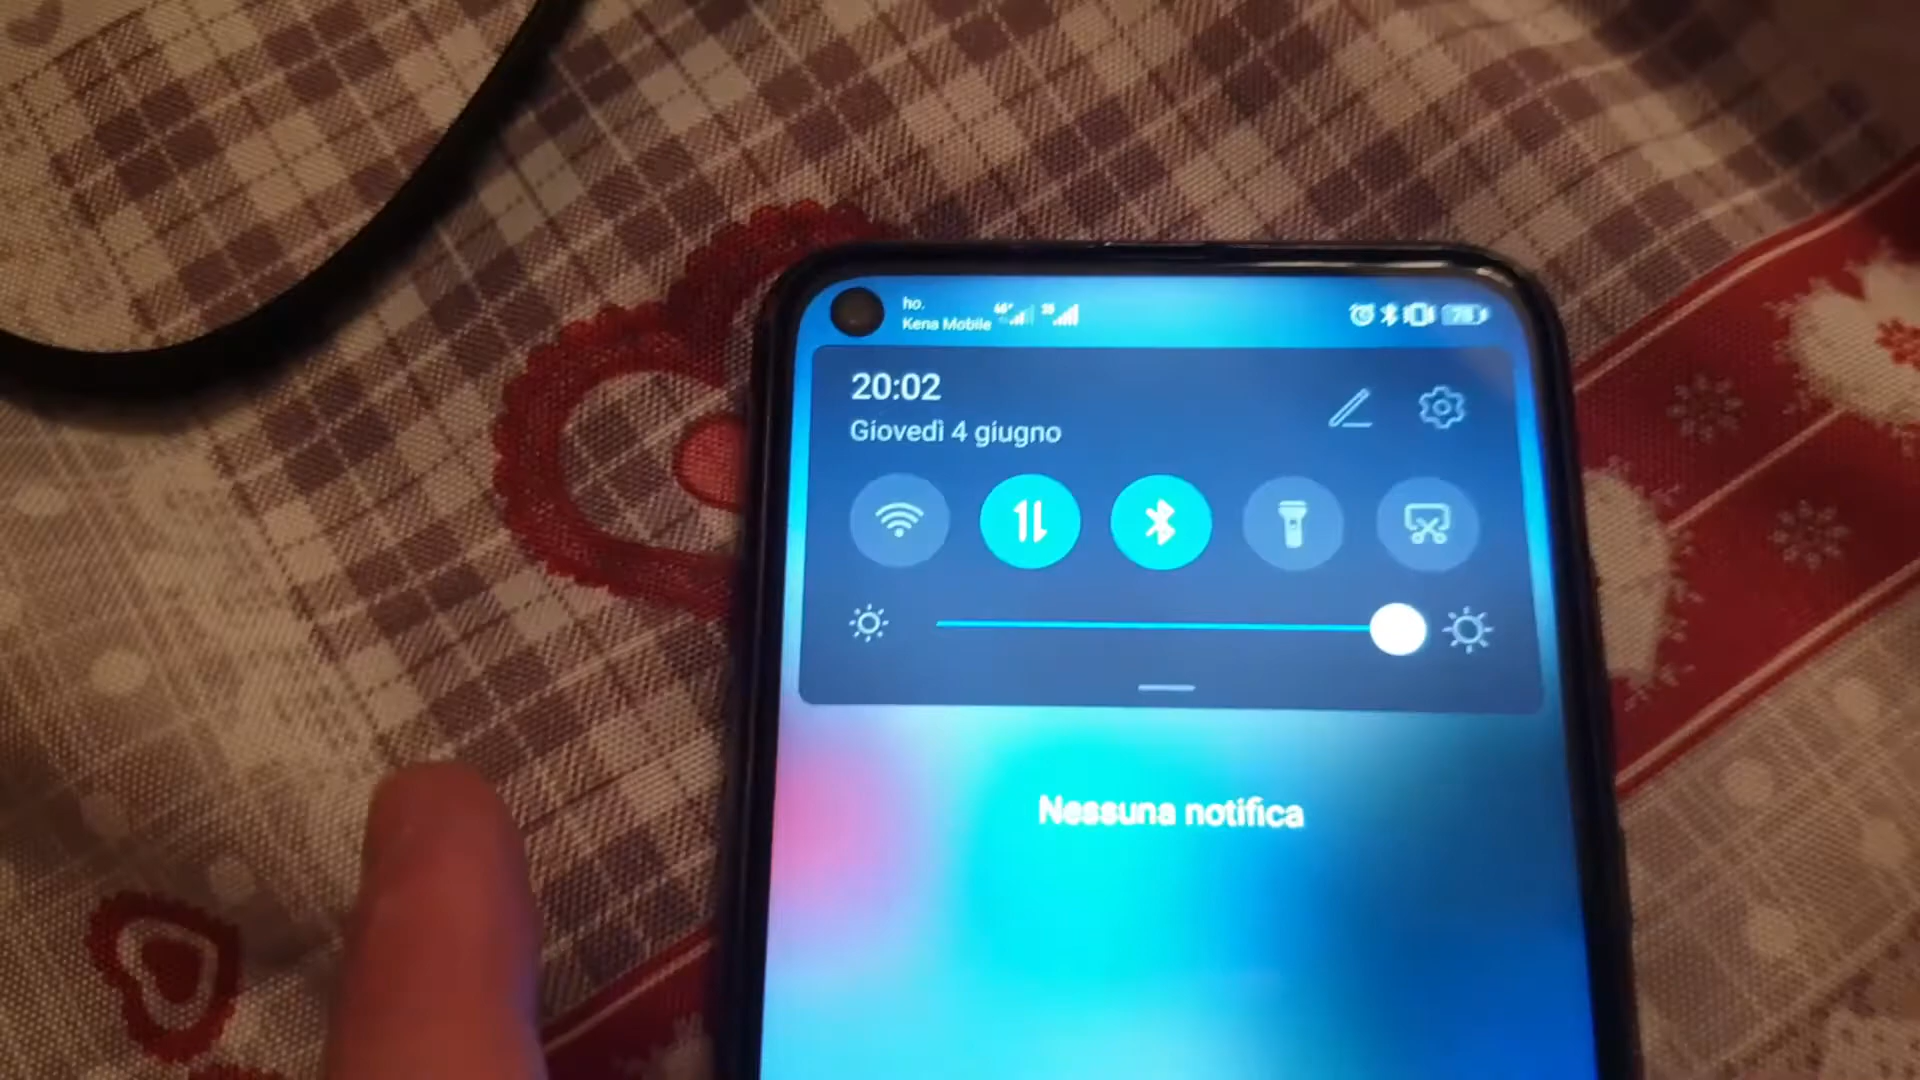 ho.
Kena Mobile
20:02
Giovedì 4 giugno
Nessuna notifica